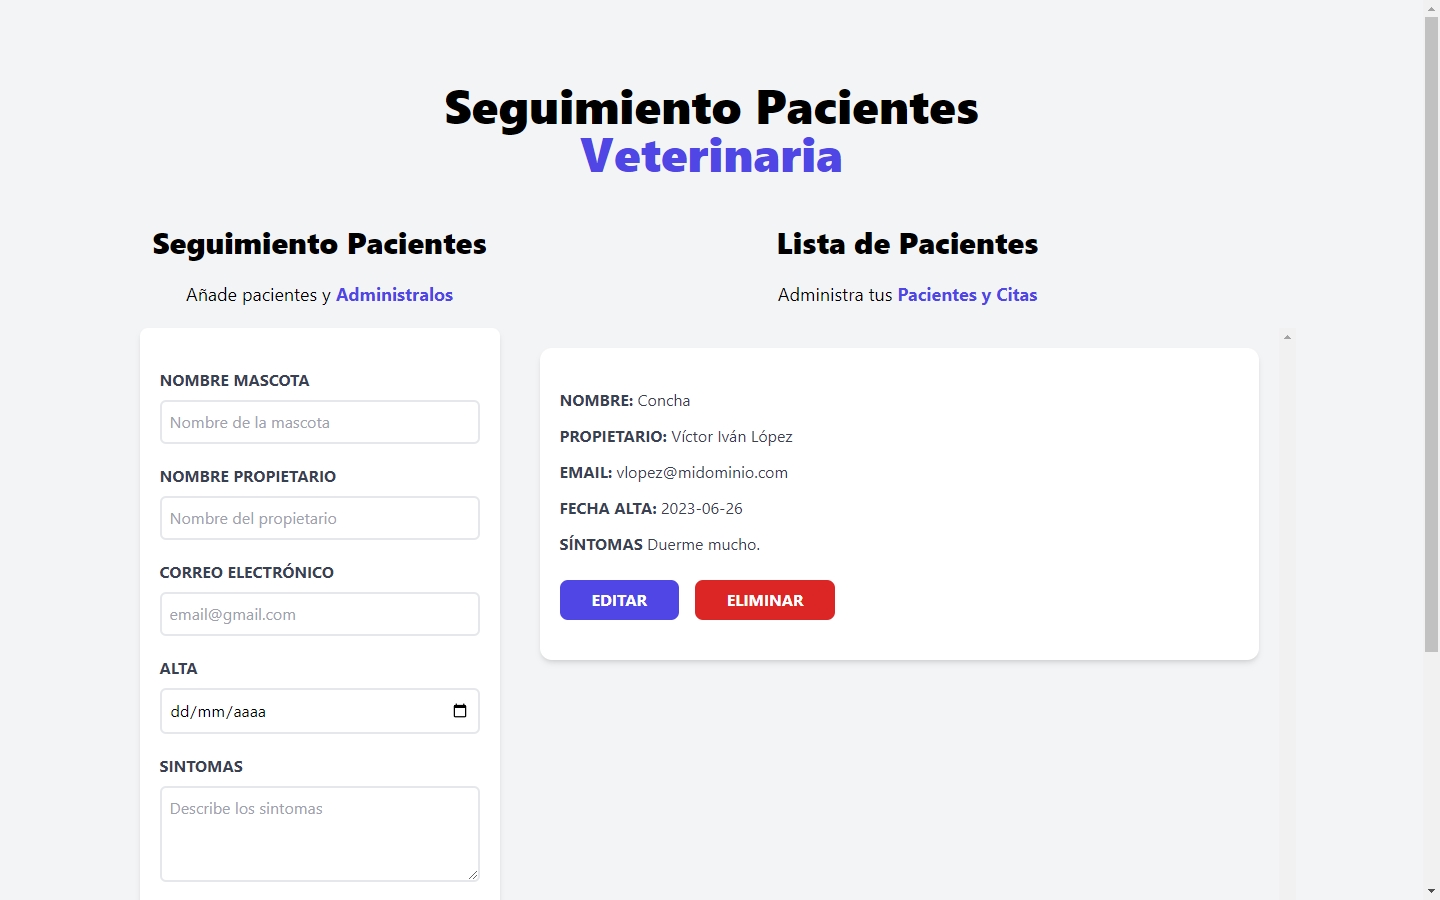 Seguimiento Pacientes
Veterinaria
Seguimiento Pacientes
Añade pacientes y Administralos
NOMBRE MASCOTA
Nombre de la mascota
NOMBRE PROPIETARIO
Nombre del propietario
CORREO ELECTRÓNICO
email@gmail.com
ALTA
dd/mm/aaaa
SINTOMAS
Describe los sintomas
Lista de Pacientes
Administra tus Pacientes y Citas
NOMBRE: Concha
PROPIETARIO: Víctor Iván López
EMAIL: vlopez@midominio.com
FECHA ALTA: 2023-06-26
SÍNTOMAS Duerme mucho.
EDITAR ELIMINAR